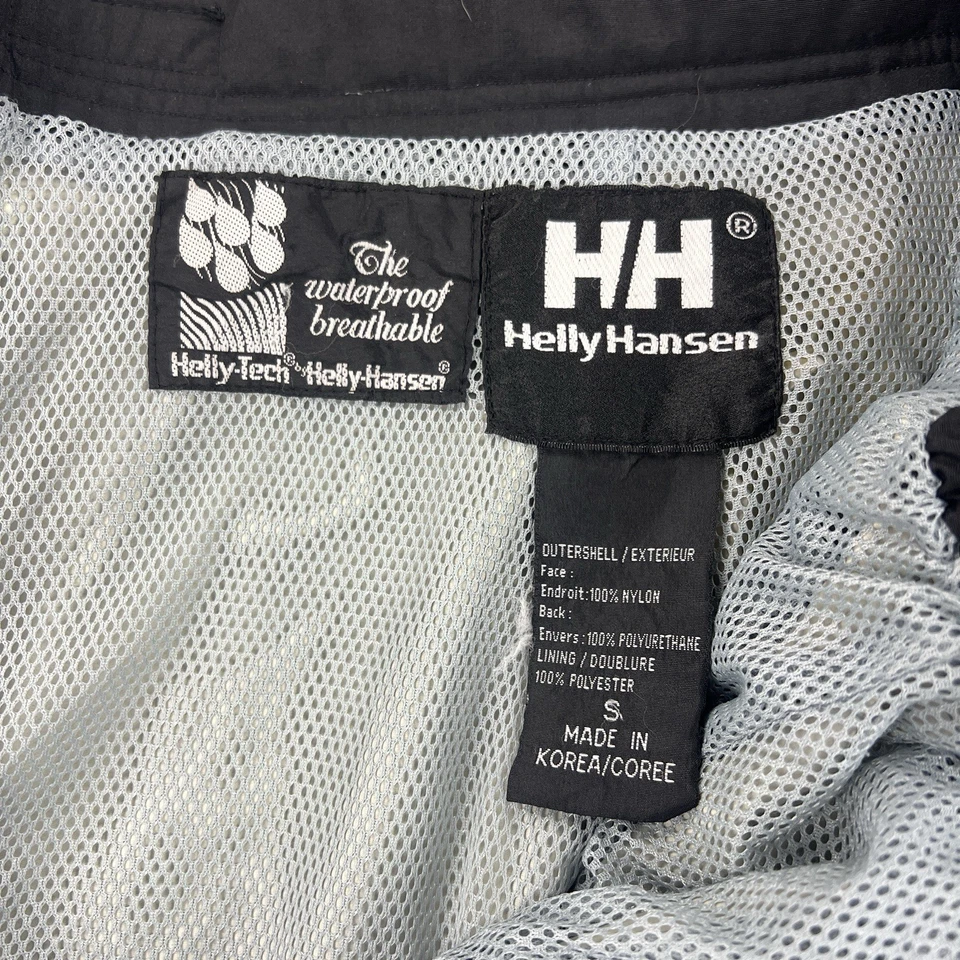 The
waterproof
breathable
Helly-Tech® by Helly-Hansen®
HH®
Helly Hansen
OUTERSHELL / EXTERIEUR
Face :
Endroit:100% NYLON
Back :
Envers : 100% POLYURETHANE
LINING / DOUBLURE
100% POLYESTER
S
MADE IN
KOREA/COREE